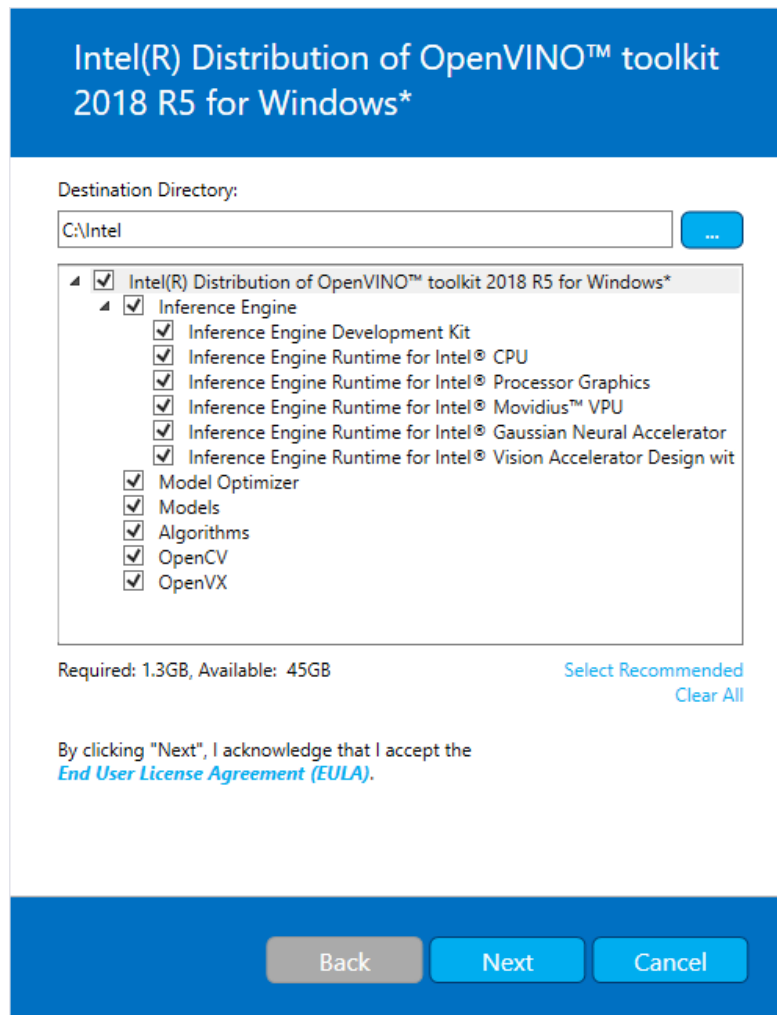 Intel(R) Distribution of OpenVINO™ toolkit
2018 R5 for Windows*
Destination Directory:
C:\Intel
...
Intel(R) Distribution of OpenVINO™ toolkit 2018 R5 for Windows*
Inference Engine
Inference Engine Development Kit
Inference Engine Runtime for Intel® CPU
Inference Engine Runtime for Intel® Processor Graphics
Inference Engine Runtime for Intel® Movidius™ VPU
Inference Engine Runtime for Intel® Gaussian Neural Accelerator
Inference Engine Runtime for Intel® Vision Accelerator Design wit
Model Optimizer
Models
Algorithms
OpenCV
OpenVX
Required: 1.3GB, Available: 45GB
Select Recommended
Clear All
By clicking "Next", I acknowledge that I accept the
End User License Agreement (EULA).
Back Next Cancel